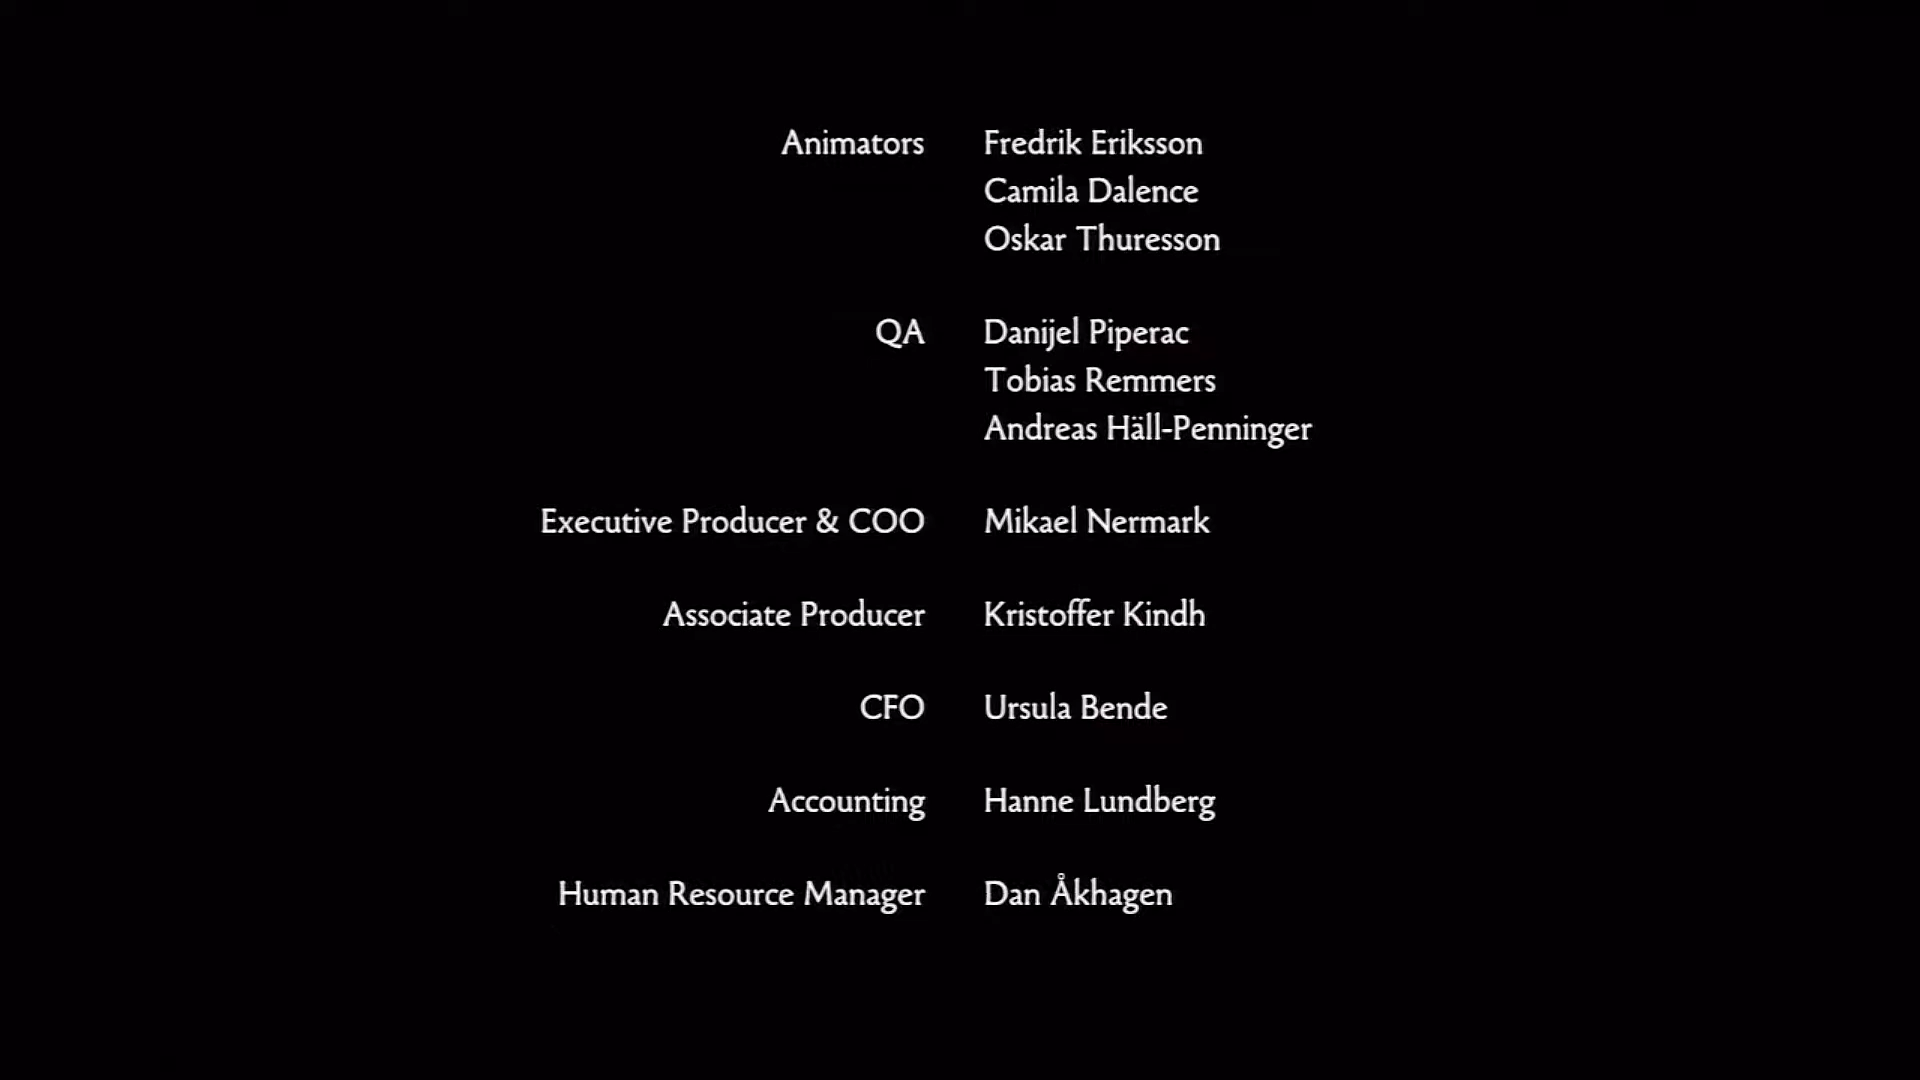 Animators Fredrik Eriksson
Camila Dalence
Oskar Thuresson
QA Danijel Piperac
Tobias Remmers
Andreas Häll-Penninger
Executive Producer & COO Mikael Nermark
Associate Producer Kristoffer Kindh
CFO Ursula Bende
Accounting Hanne Lundberg
Human Resource Manager Dan Åkhagen